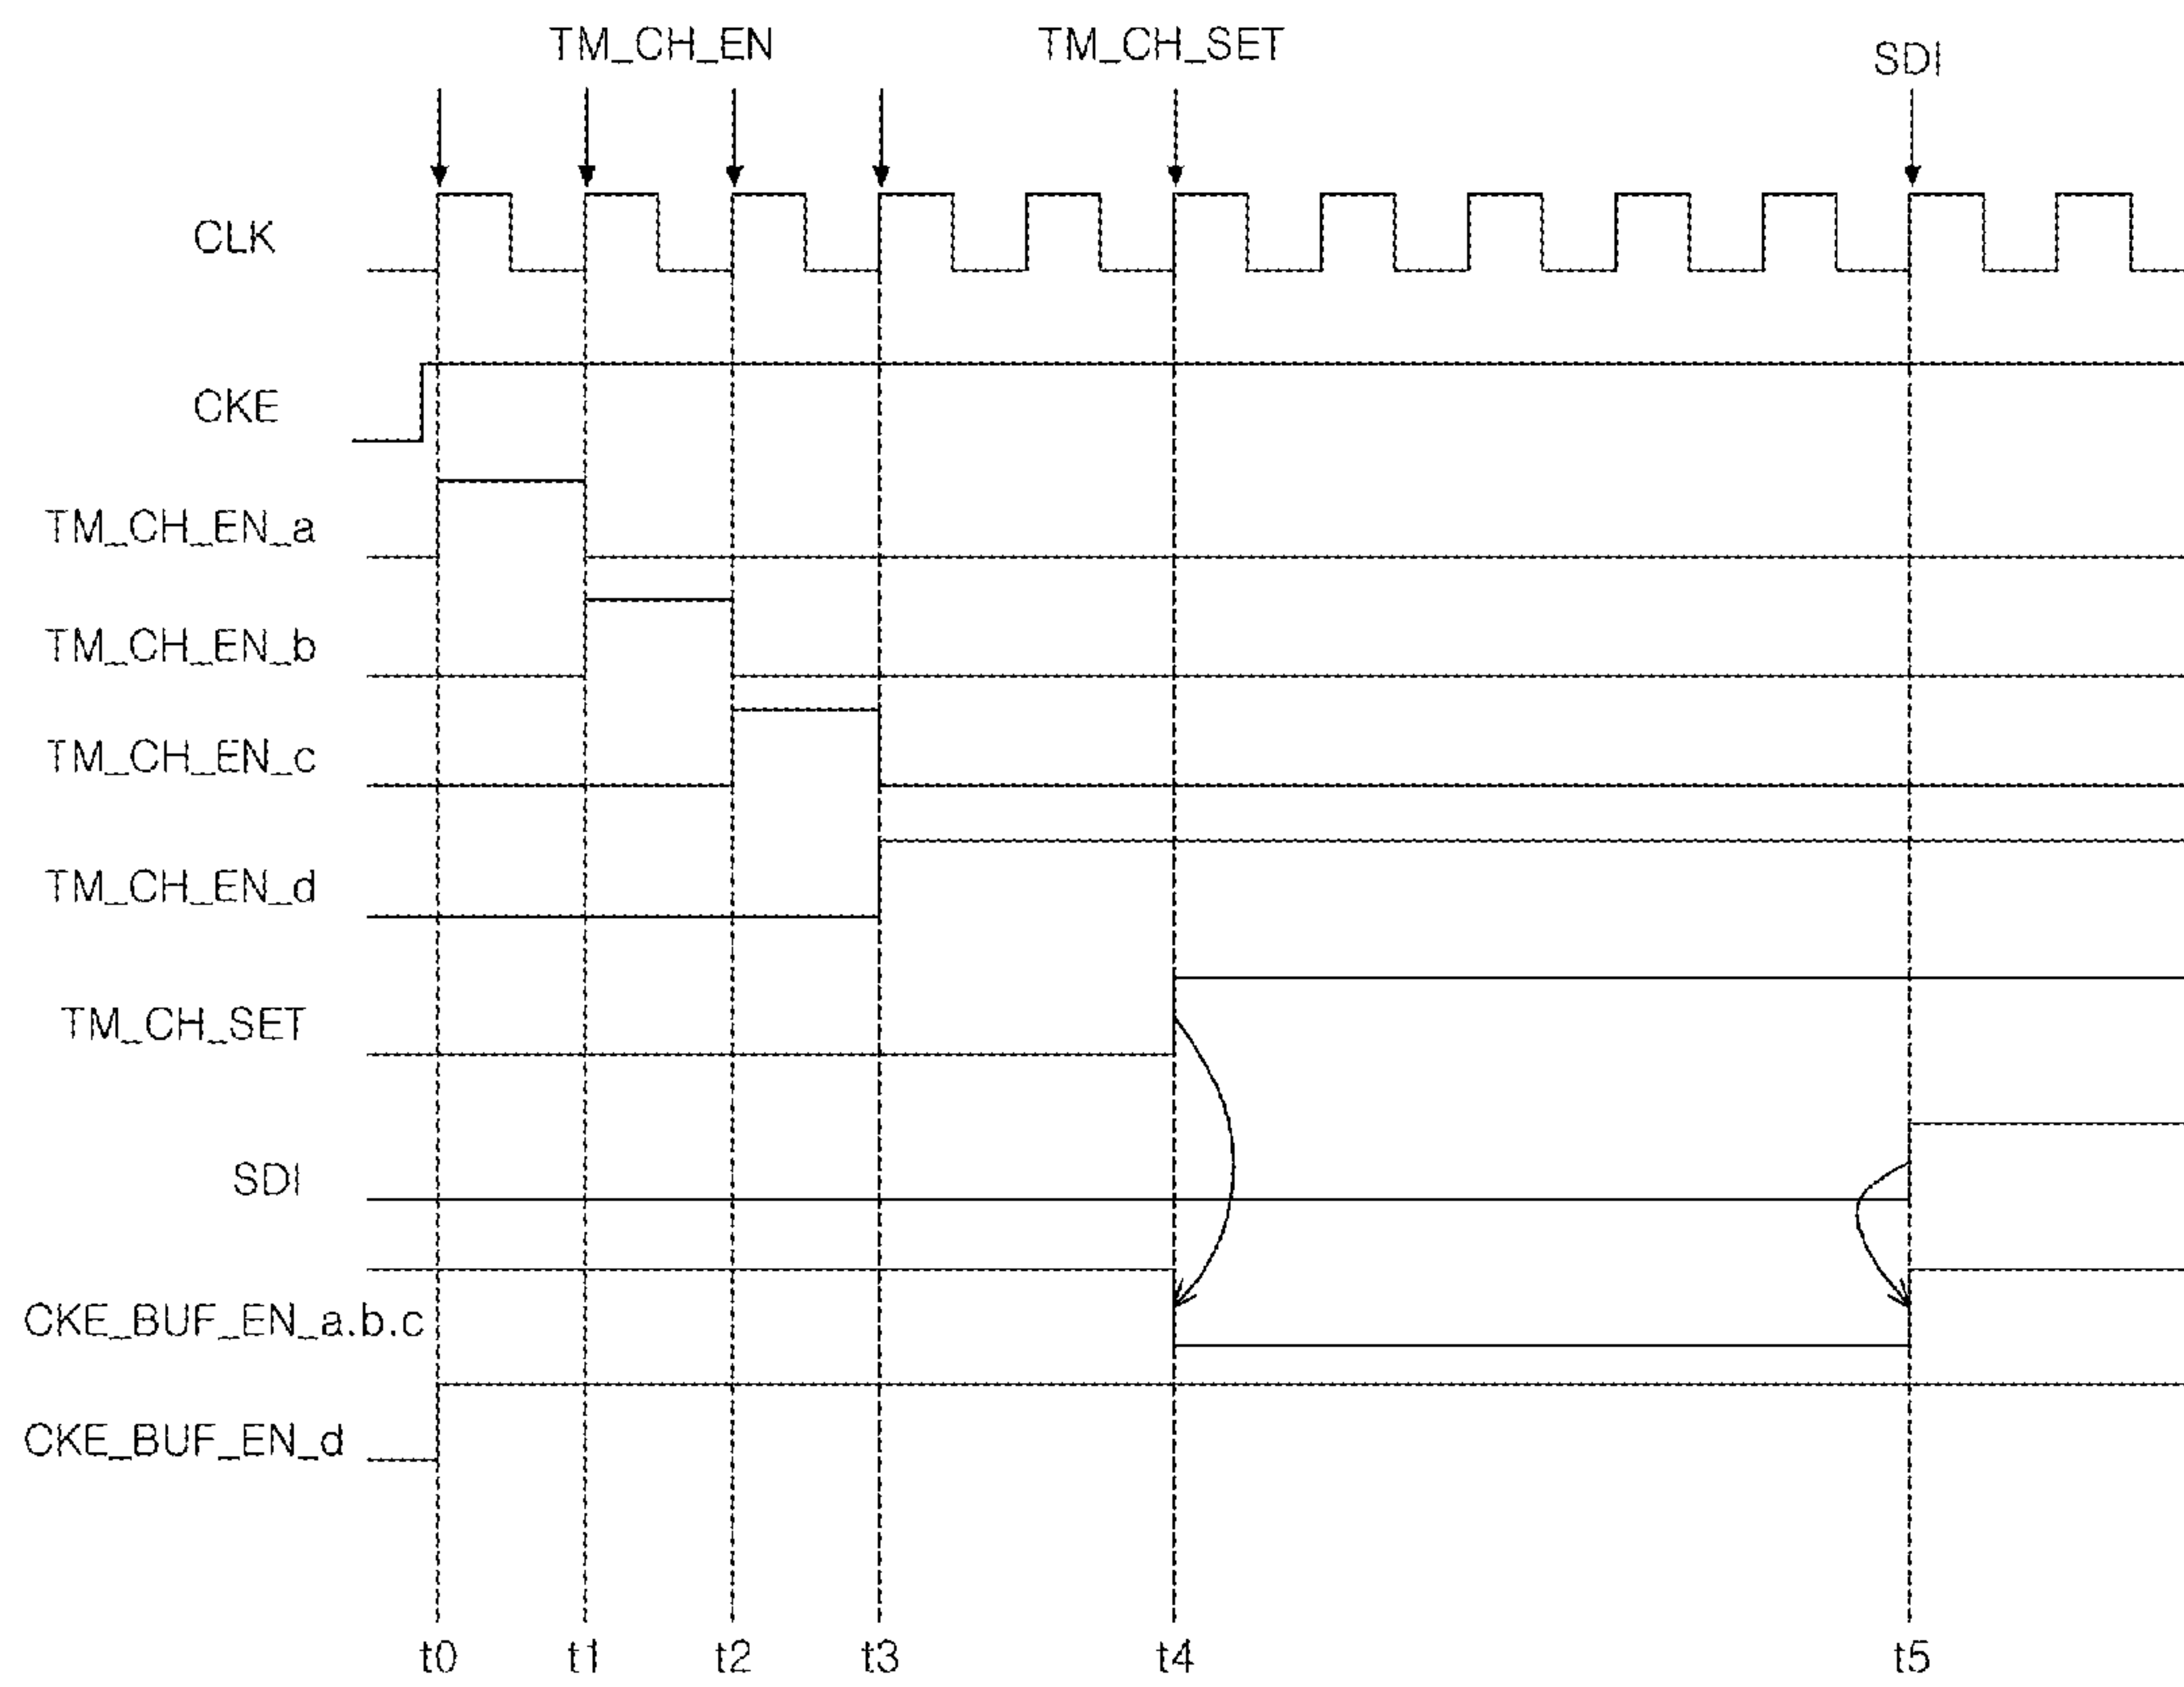 TM_CH_EN
TM_CH_SET
SDI
CLK
CKE
TM_CH_EN_a
TM_CH_EN_b
TM_CH_EN_c
TM_CH_EN_d
TM_CH_SET
SDI
CKE_BUF_EN_a.b.c
CKE_BUF_EN_d
t0 t1 t2 t3 t4 t5